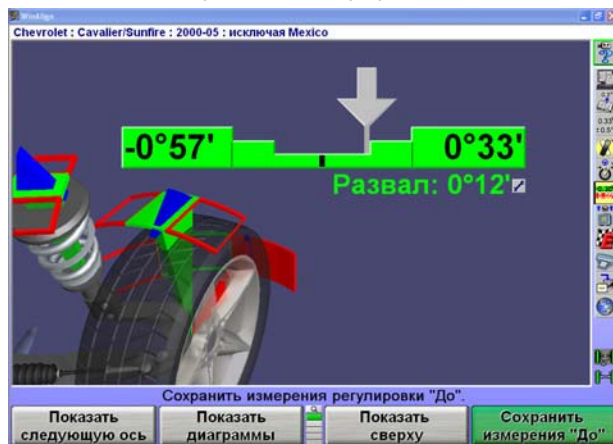 WinAlign
Chevrolet : Cavalier/Sunfire : 2000-05 : исключая Mexico
-0°57' 0°33'
Развал: 0°12'
Сохранить измерения регулировки "До".
Показать следующую ось
Показать диаграммы
Показать сверху
Сохранить измерения "До"